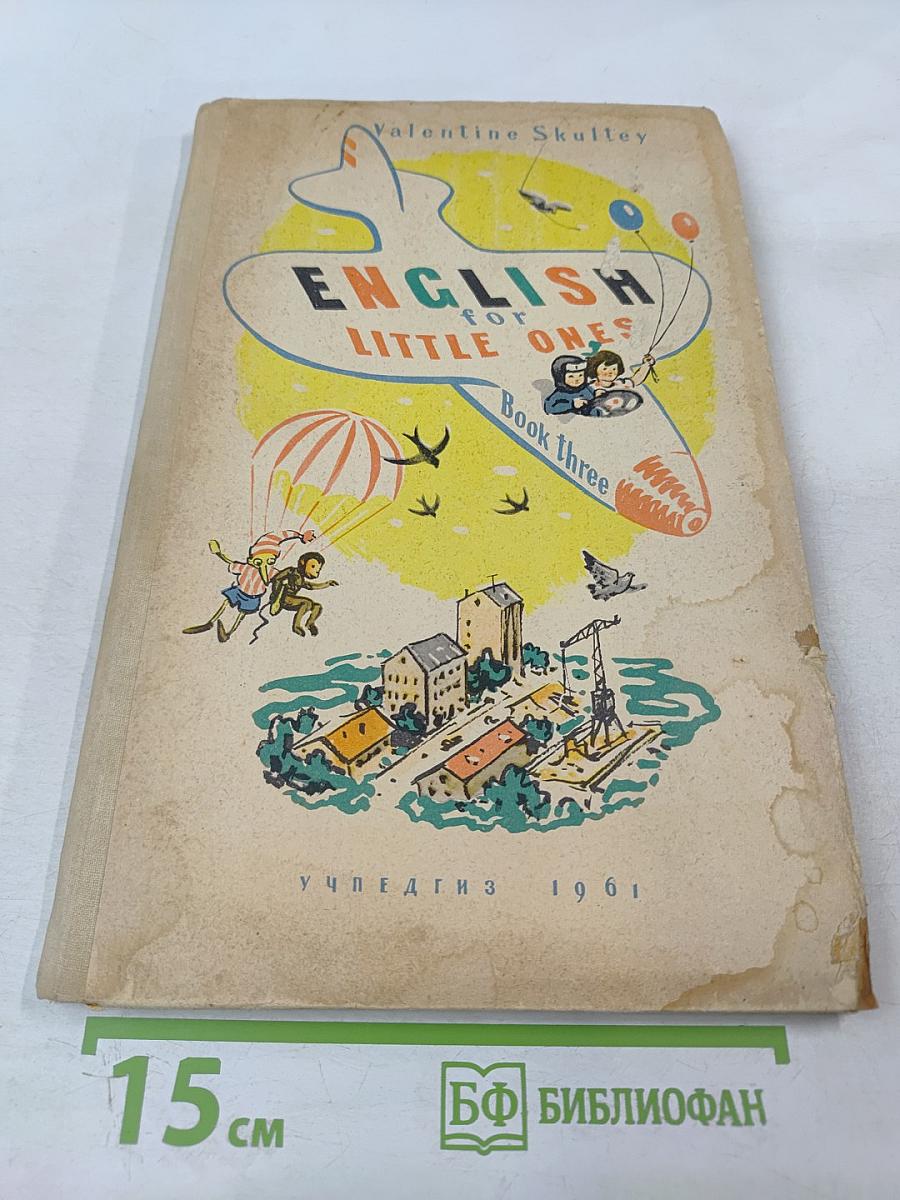 Valentine Skultey
ENGLISH
for
LITTLE ONES
Book three
УЧПЕДГИЗ 1961
15 см
БФ БИБЛИОФАН